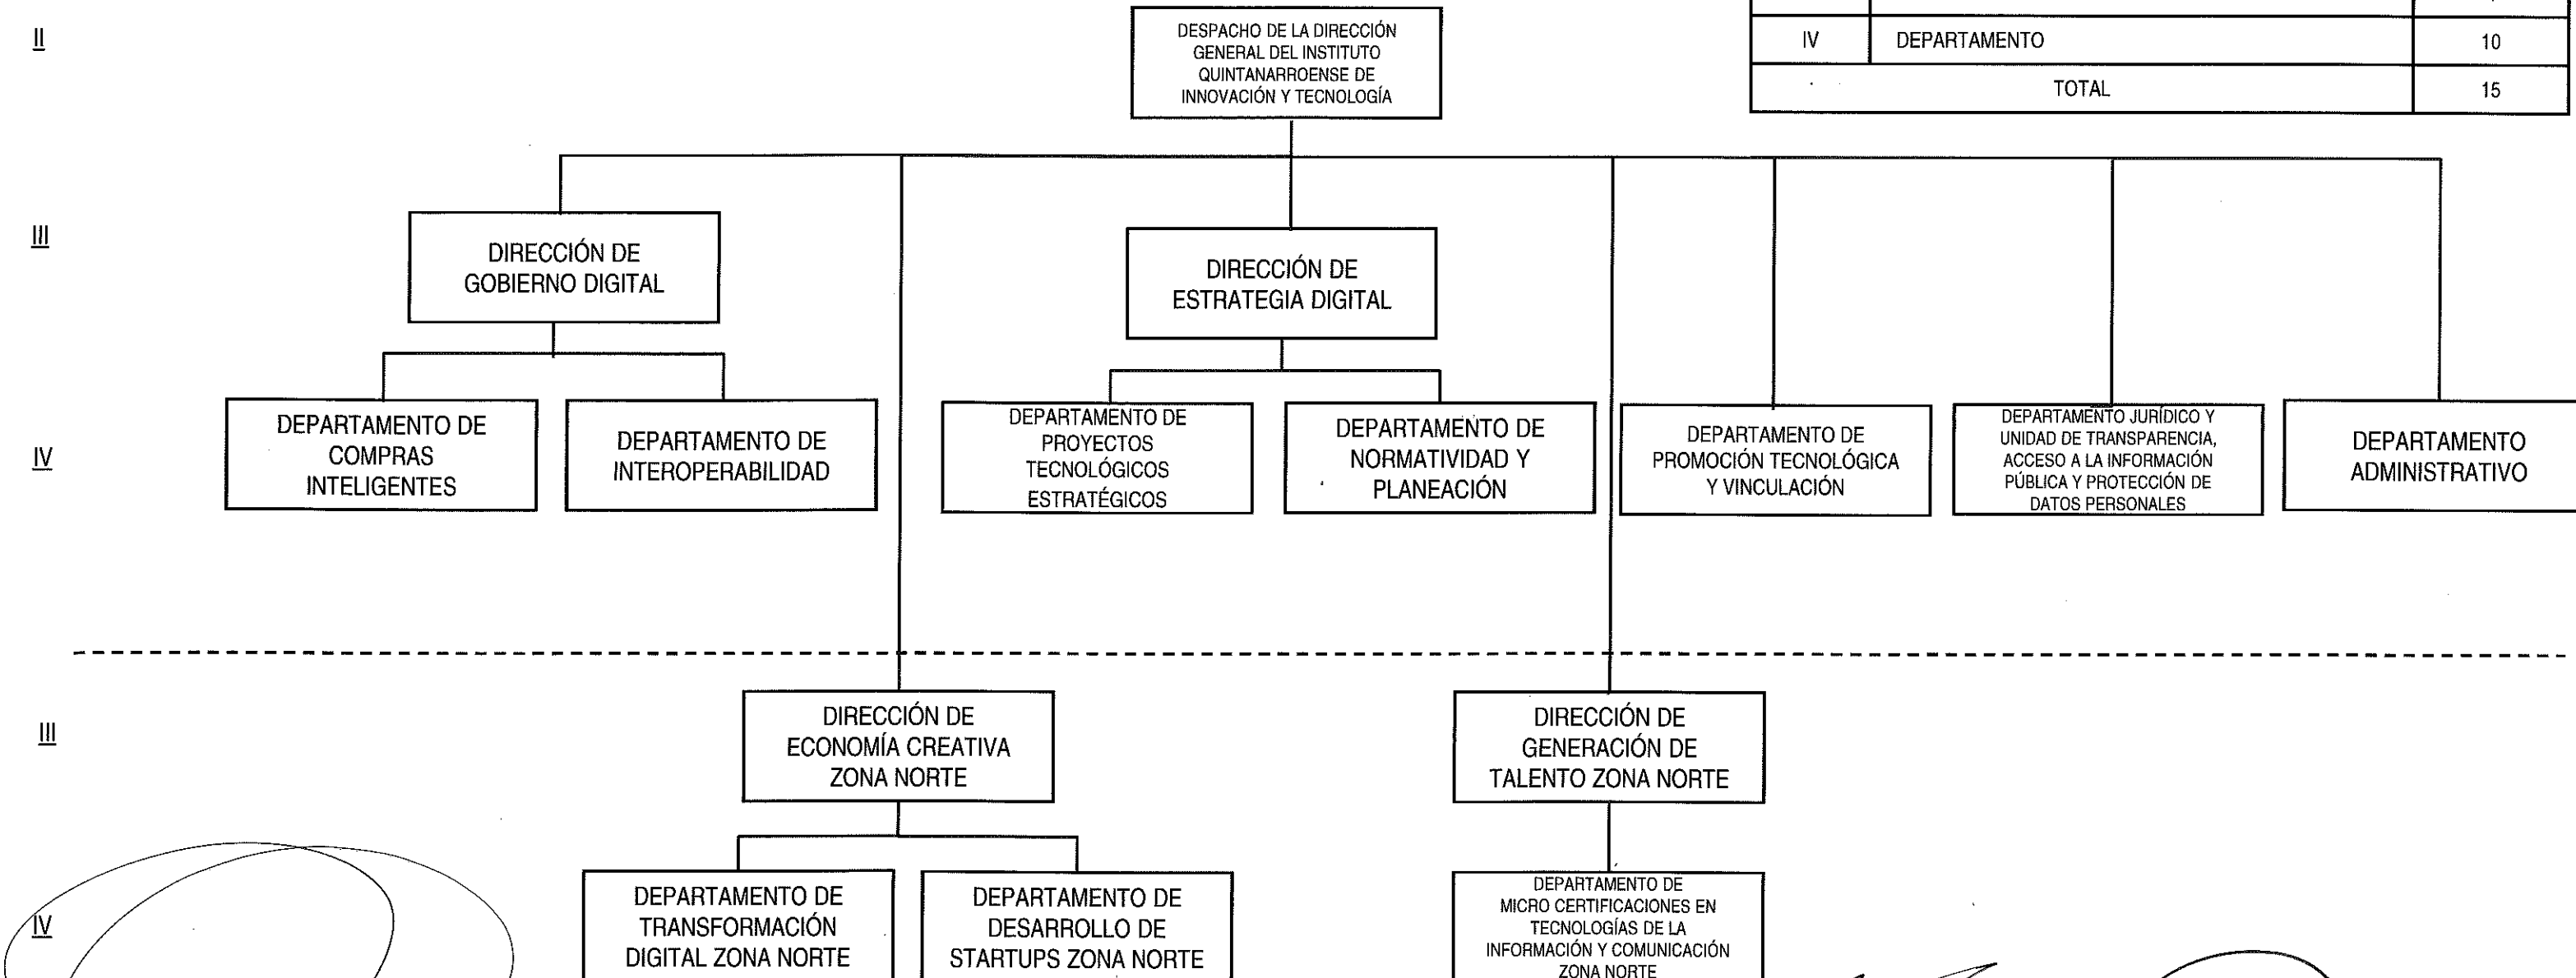 II
DESPACHO DE LA DIRECCIÓN
GENERAL DEL INSTITUTO
QUINTANARROENSE DE
INNOVACIÓN Y TECNOLOGÍA
IV DEPARTAMENTO 10
TOTAL 15
III
DIRECCIÓN DE
GOBIERNO DIGITAL
DIRECCIÓN DE
ESTRATEGIA DIGITAL
IV
DEPARTAMENTO DE
COMPRAS
INTELIGENTES
DEPARTAMENTO DE
INTEROPERABILIDAD
DEPARTAMENTO DE
PROYECTOS
TECNOLÓGICOS
ESTRATÉGICOS
DEPARTAMENTO DE
NORMATIVIDAD Y
PLANEACIÓN
DEPARTAMENTO DE
PROMOCIÓN TECNOLÓGICA
Y VINCULACIÓN
DEPARTAMENTO JURÍDICO Y
UNIDAD DE TRANSPARENCIA,
ACCESO A LA INFORMACIÓN
PÚBLICA Y PROTECCIÓN DE
DATOS PERSONALES
DEPARTAMENTO
ADMINISTRATIVO
III
DIRECCIÓN DE
ECONOMÍA CREATIVA
ZONA NORTE
DIRECCIÓN DE
GENERACIÓN DE
TALENTO ZONA NORTE
IV
DEPARTAMENTO DE
TRANSFORMACIÓN
DIGITAL ZONA NORTE
DEPARTAMENTO DE
DESARROLLO DE
STARTUPS ZONA NORTE
DEPARTAMENTO DE
MICRO CERTIFICACIONES EN
TECNOLOGÍAS DE LA
INFORMACIÓN Y COMUNICACIÓN
ZONA NORTE